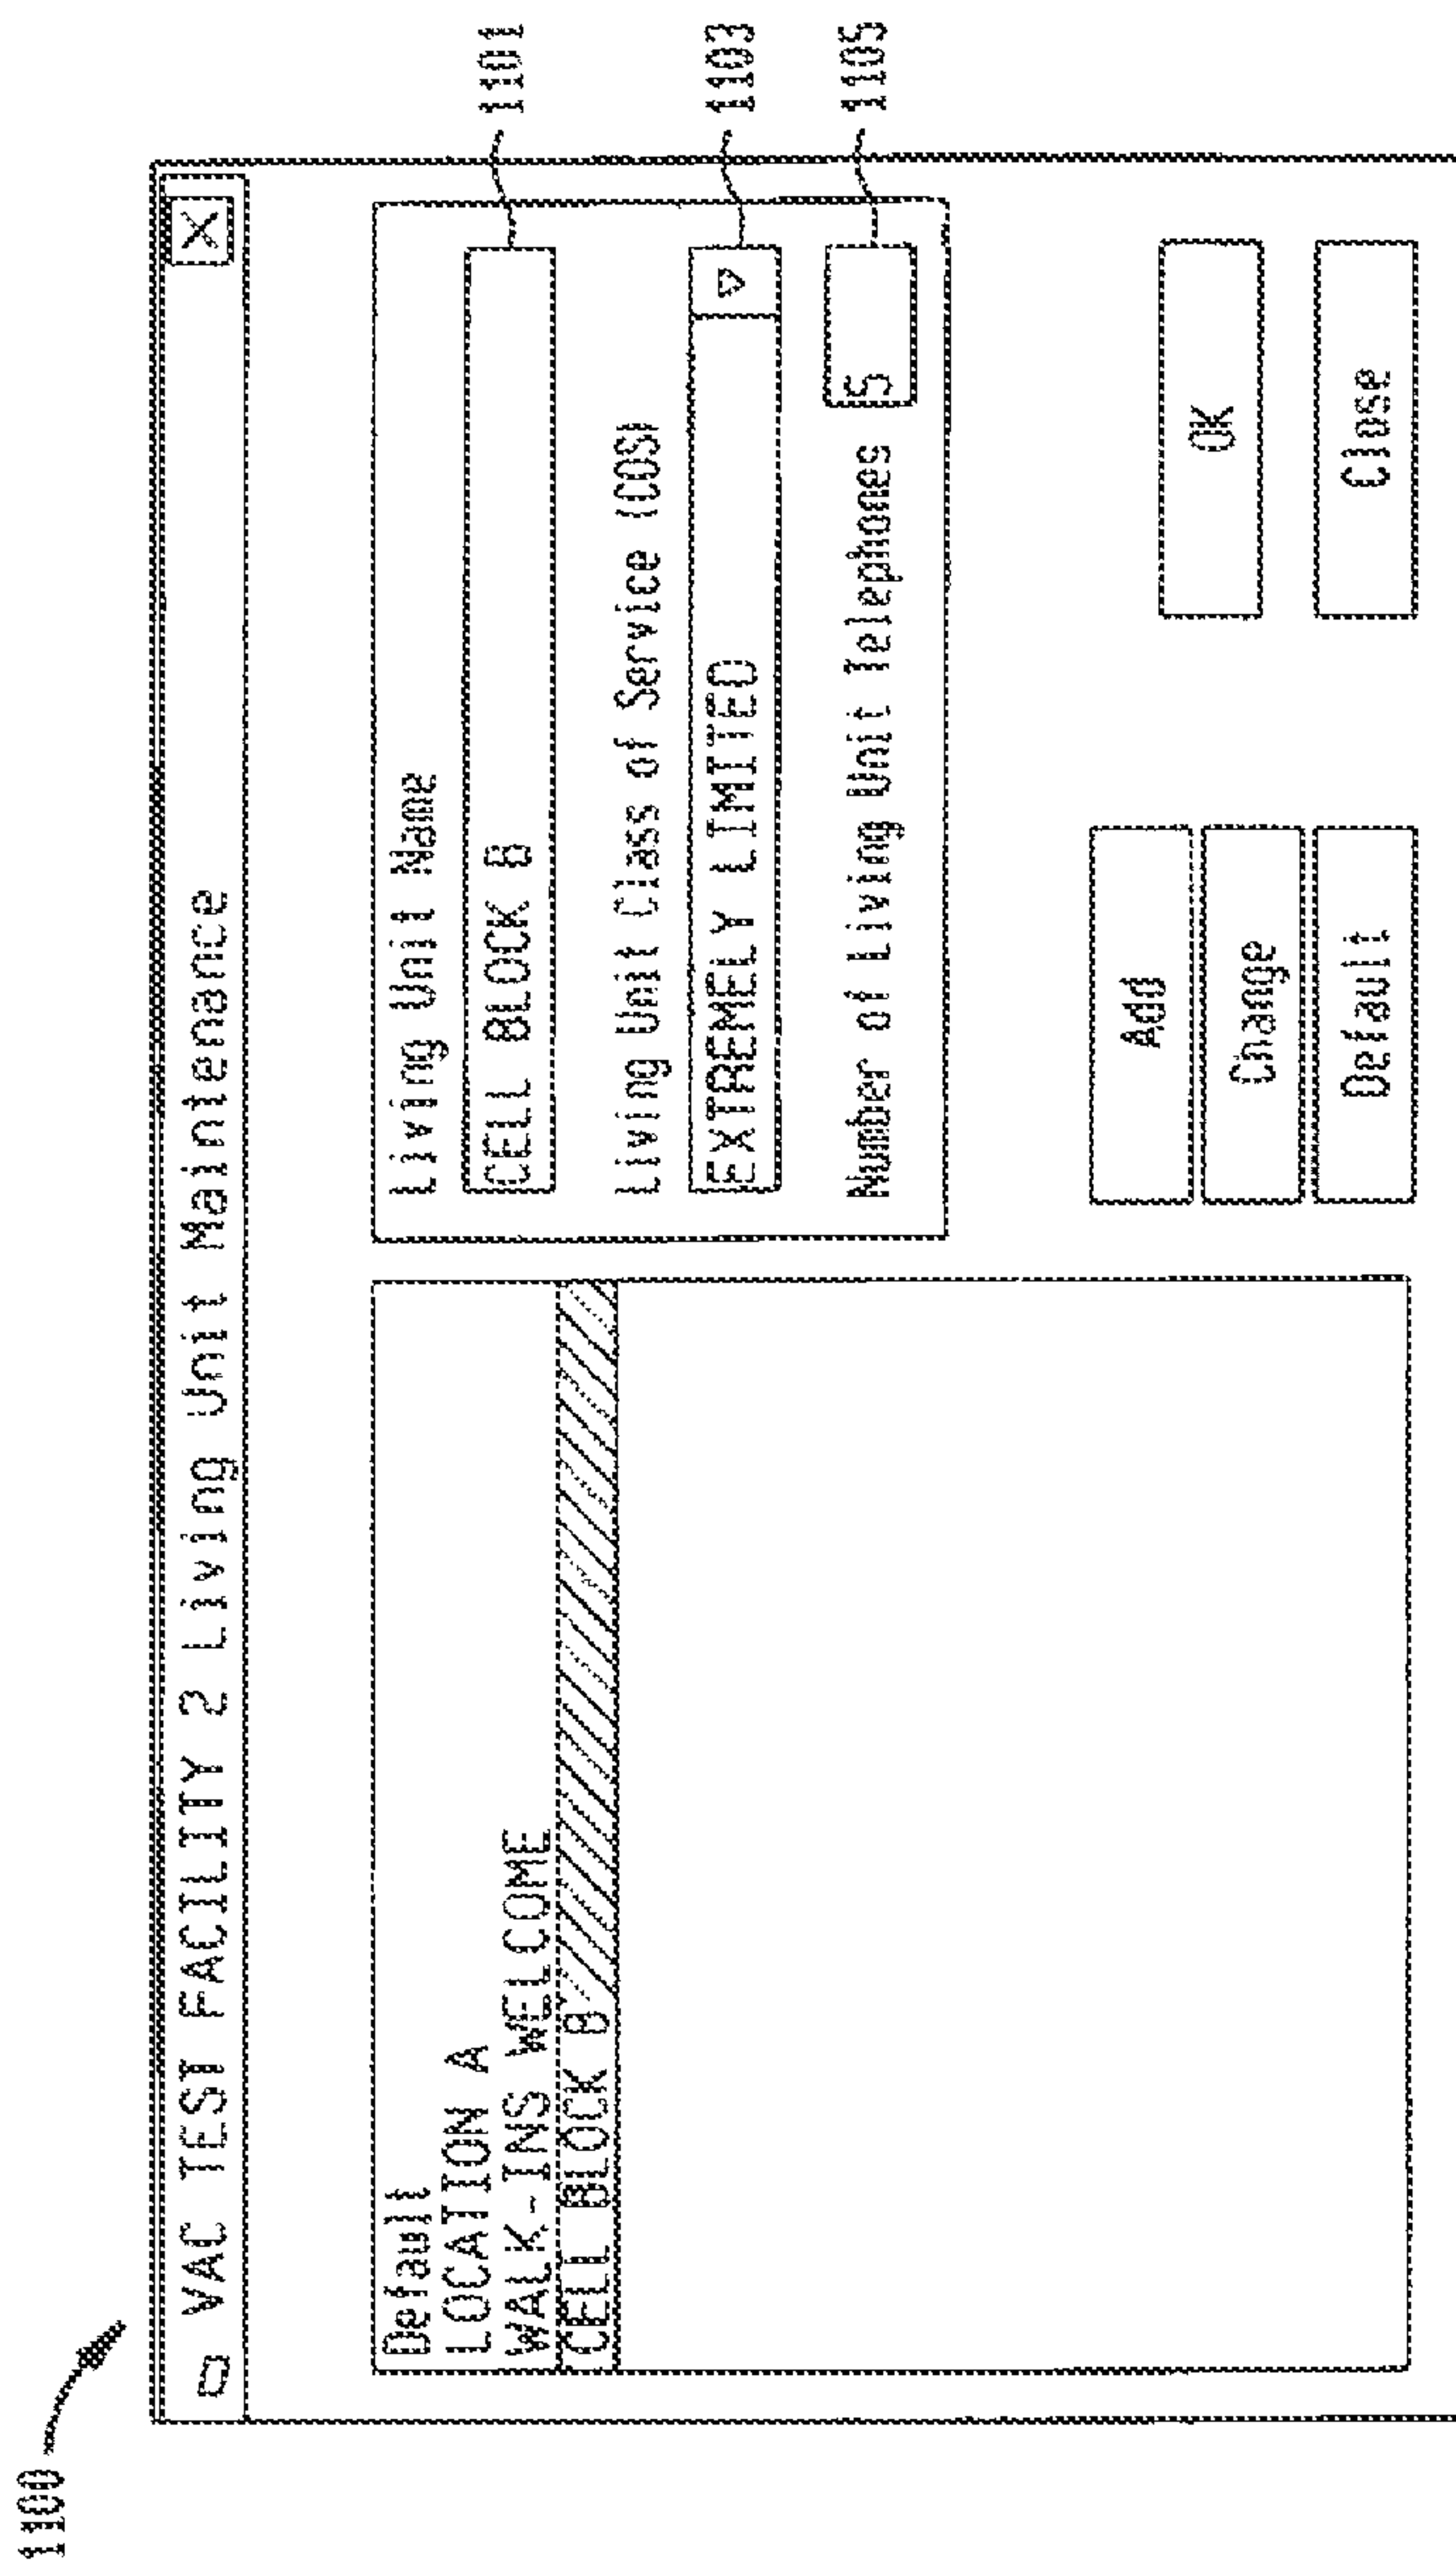 1100
VAC TEST FACILITY 2 Living Unit Maintenance
X
Default
LOCATION A
WALK-INS WELCOME
CELL BLOCK B
Living Unit Name
CELL BLOCK B
1101
Living Unit Class of Service (COS)
EXTREMELY LIMITED
1103
Number of Living Unit Telephones
5
1105
Add
Change
Default
OK
Close